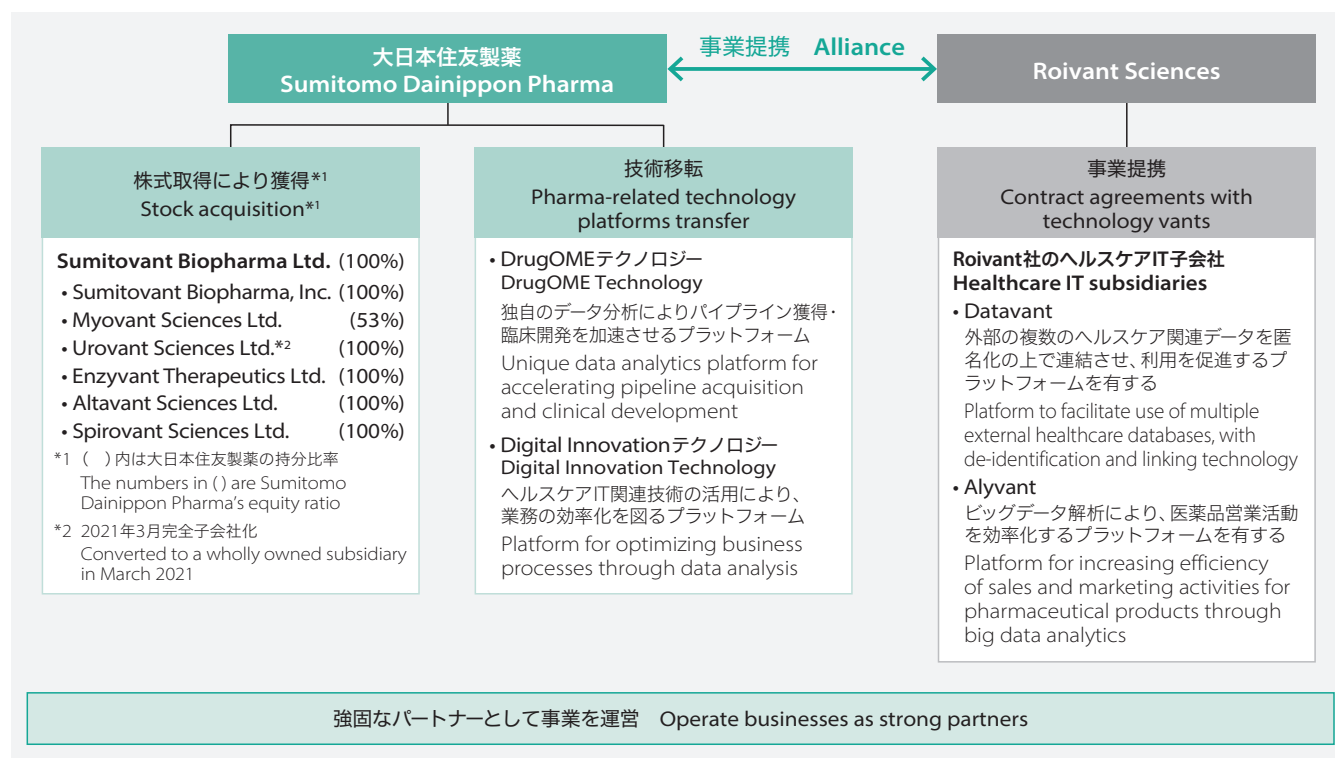 大日本住友製薬
Sumitomo Dainippon Pharma
事業提携 Alliance
Roivant Sciences
株式取得により獲得*1
Stock acquisition*1
Sumitovant Biopharma Ltd. (100%)
• Sumitovant Biopharma, Inc. (100%)
• Myovant Sciences Ltd. (53%)
• Urovant Sciences Ltd.*2 (100%)
• Enzyvant Therapeutics Ltd. (100%)
• Altavant Sciences Ltd. (100%)
• Spirovant Sciences Ltd. (100%)
*1 （ ）内は大日本住友製薬の持分比率
The numbers in ( ) are Sumitomo
Dainippon Pharma's equity ratio
*2 2021年3月完全子会社化
Converted to a wholly owned subsidiary
in March 2021
技術移転
Pharma-related technology
platforms transfer
• DrugOMEテクノロジー
DrugOME Technology
独自のデータ分析によりパイプライン獲得・
臨床開発を加速させるプラットフォーム
Unique data analytics platform for
accelerating pipeline acquisition
and clinical development
• Digital Innovationテクノロジー
Digital Innovation Technology
ヘルスケアIT関連技術の活用により、
業務の効率化を図るプラットフォーム
Platform for optimizing business
processes through data analysis
事業提携
Contract agreements with
technology vants
Roivant社のヘルスケアIT子会社
Healthcare IT subsidiaries
• Datavant
外部の複数のヘルスケア関連データを匿
名化の上で連結させ、利用を促進するプ
ラットフォームを有する
Platform to facilitate use of multiple
external healthcare databases, with
de-identification and linking technology
• Alyvant
ビッグデータ解析により、医薬品営業活動
を効率化するプラットフォームを有する
Platform for increasing efficiency
of sales and marketing activities for
pharmaceutical products through
big data analytics
強固なパートナーとして事業を運営 Operate businesses as strong partners